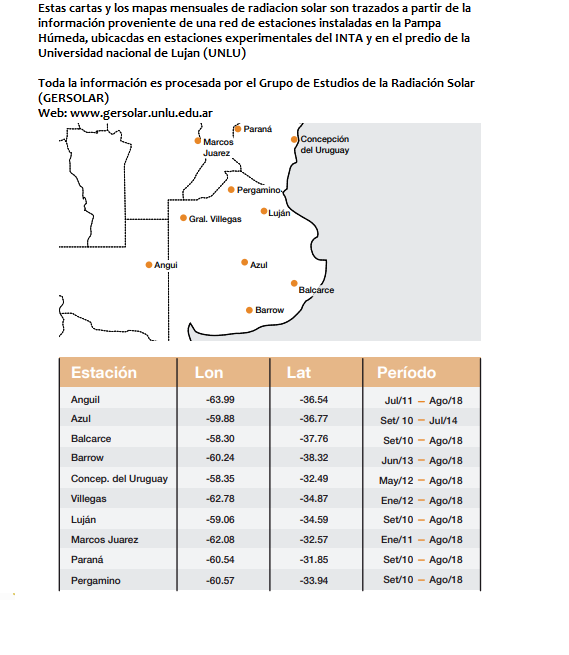 Estas cartas y los mapas mensuales de radiacion solar son trazados a partir de la
información proveniente de una red de estaciones instaladas en la Pampa
Húmeda, ubicacdas en estaciones experimentales del INTA y en el predio de la
Universidad nacional de Lujan (UNLU)
Toda la información es procesada por el Grupo de Estudios de la Radiación Solar
(GERSOLAR)
Web: www.gersolar.unlu.edu.ar
Paraná
Marcos
Juarez
Concepción
del Uruguay
Pergamino
Luján
Gral. Villegas
Angui
Azul
Balcarce
Barrow
Estación Lon Lat Período
Anguil -63.99 -36.54 Jul/11 – Ago/18
Azul -59.88 -36.77 Set/ 10 – Jul/14
Balcarce -58.30 -37.76 Set/10 – Ago/18
Barrow -60.24 -38.32 Jun/13 – Ago/18
Concep. del Uruguay -58.35 -32.49 May/12 – Ago/18
Villegas -62.78 -34.87 Ene/12 – Ago/18
Luján -59.06 -34.59 Set/10 – Ago/18
Marcos Juarez -62.08 -32.57 Ene/11 – Ago/18
Paraná -60.54 -31.85 Set/10 – Ago/18
Pergamino -60.57 -33.94 Set/10 – Ago/18